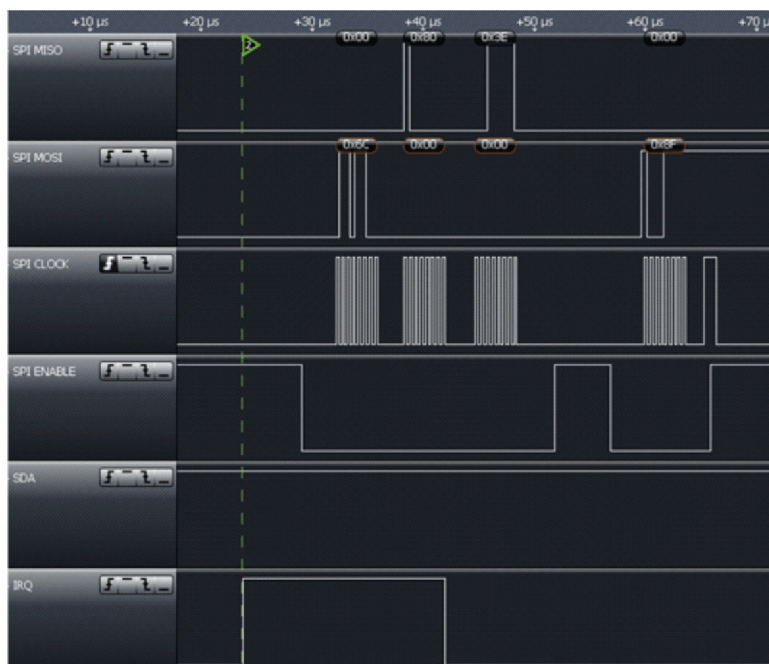 +10 µs +20 µs +30 µs +40 µs +50 µs +60 µs +70 µs
2
SPI MISO
0x00 0x80 0x3E 0x00
SPI MOSI
0x6C 0x00 0x00 0x8F
SPI CLOCK
SPI ENABLE
SDA
IRQ